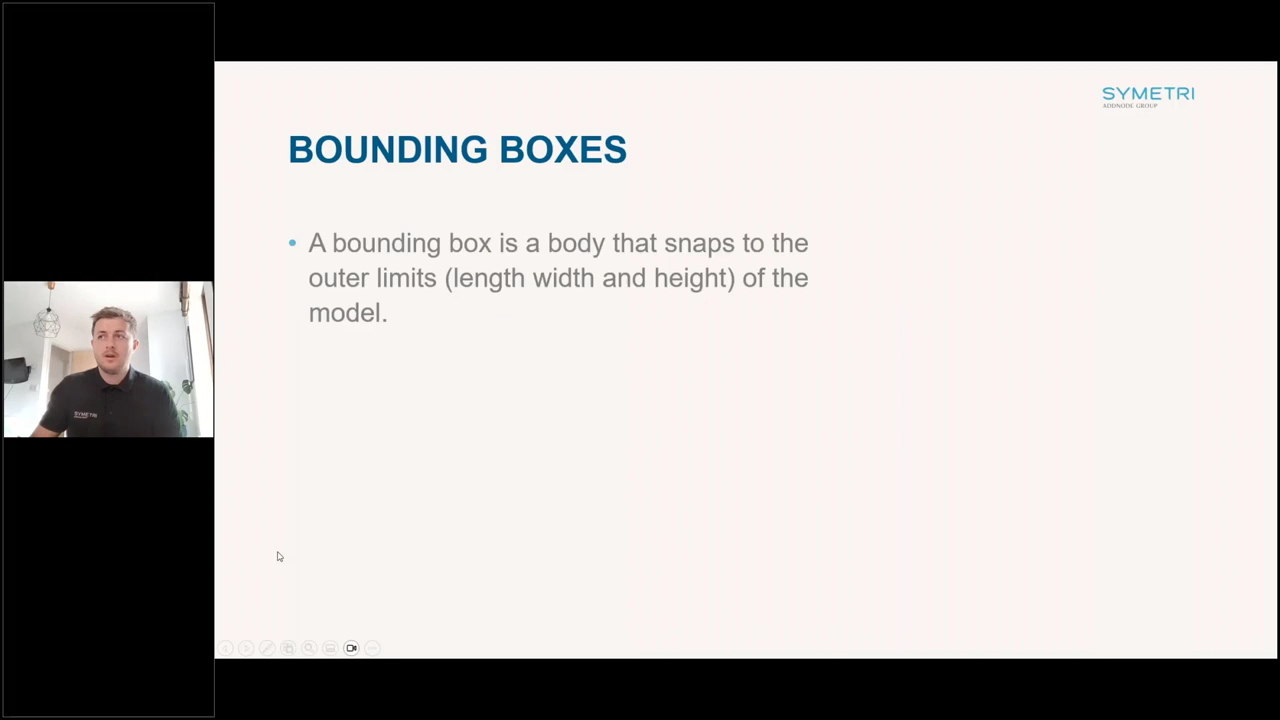 SYMETRI
ADDNODE GROUP
BOUNDING BOXES
• A bounding box is a body that snaps to the
outer limits (length width and height) of the
model.
SYMETRI